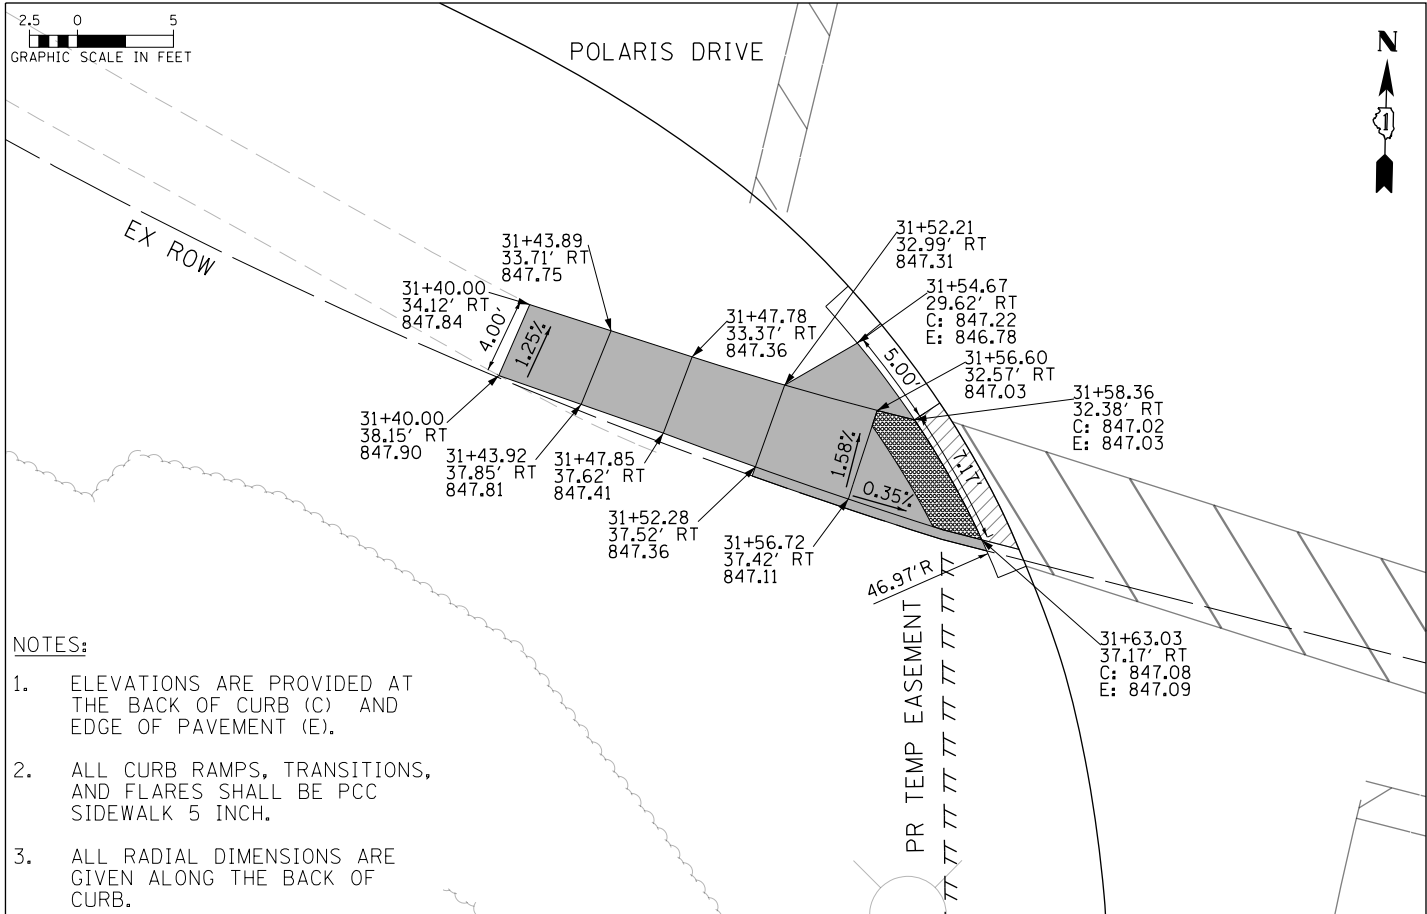 2.5 0 5
GRAPHIC SCALE IN FEET
POLARIS DRIVE
N
1
EX ROW
31+43.89
33.71' RT
847.75
31+40.00
34.12' RT
847.84
4.00'
1.25%
31+47.78
33.37' RT
847.36
31+52.21
32.99' RT
847.31
31+54.67
29.62' RT
C: 847.22
E: 846.78
5.00'
31+56.60
32.57' RT
847.03
31+58.36
32.38' RT
C: 847.02
E: 847.03
31+40.00
38.15' RT
847.90
31+43.92
37.85' RT
847.81
31+47.85
37.62' RT
847.41
31+52.28
37.52' RT
847.36
31+56.72
37.42' RT
847.11
1.58%
0.35%
7.17'
46.97'R
31+63.03
37.17' RT
C: 847.08
E: 847.09
PR TEMP EASEMENT
NOTES:
1. ELEVATIONS ARE PROVIDED AT
THE BACK OF CURB (C) AND
EDGE OF PAVEMENT (E).
2. ALL CURB RAMPS, TRANSITIONS,
AND FLARES SHALL BE PCC
SIDEWALK 5 INCH.
3. ALL RADIAL DIMENSIONS ARE
GIVEN ALONG THE BACK OF
CURB.